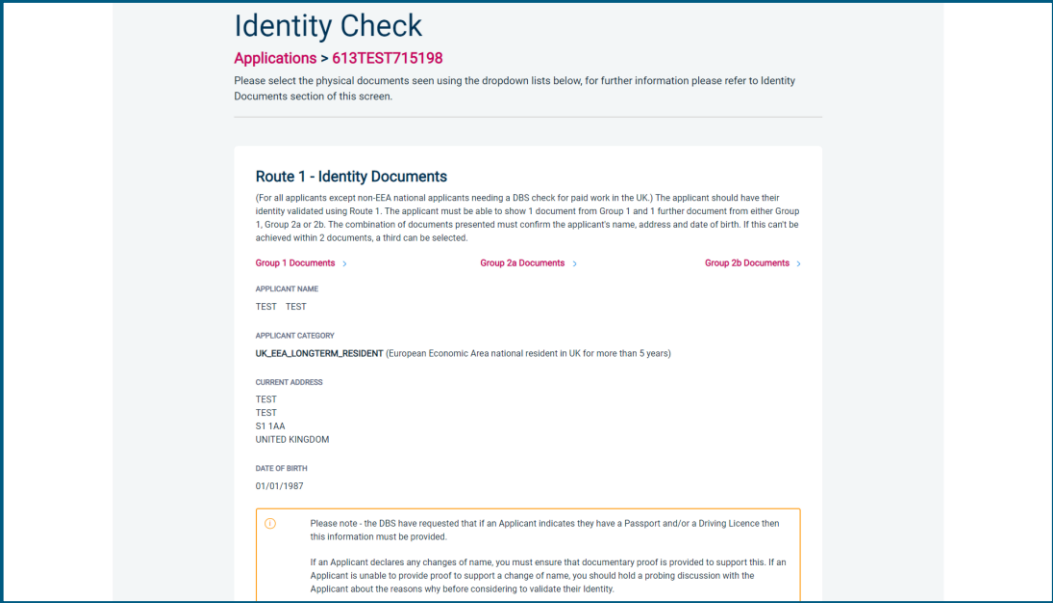 Identity Check
Applications > 613TEST715198
Please select the physical documents seen using the dropdown lists below, for further information please refer to Identity
Documents section of this screen.
Route 1 - Identity Documents
(For all applicants except non-EEA national applicants needing a DBS check for paid work in the UK.) The applicant should have their
identity validated using Route 1. The applicant must be able to show 1 document from Group 1 and 1 further document from either Group
1, Group 2a or 2b. The combination of documents presented must confirm the applicant's name, address and date of birth. If this can't be
achieved within 2 documents, a third can be selected.
Group 1 Documents > Group 2a Documents > Group 2b Documents >
APPLICANT NAME
TEST TEST
APPLICANT CATEGORY
UK_EEA_LONGTERM_RESIDENT (European Economic Area national resident in UK for more than 5 years)
CURRENT ADDRESS
TEST
TEST
S1 1AA
UNITED KINGDOM
DATE OF BIRTH
01/01/1987
Please note - the DBS have requested that if an Applicant indicates they have a Passport and/or a Driving Licence then
this information must be provided.
If an Applicant declares any changes of name, you must ensure that documentary proof is provided to support this. If an
Applicant is unable to provide proof to support a change of name, you should hold a probing discussion with the
Applicant about the reasons why before considering to validate their Identity.